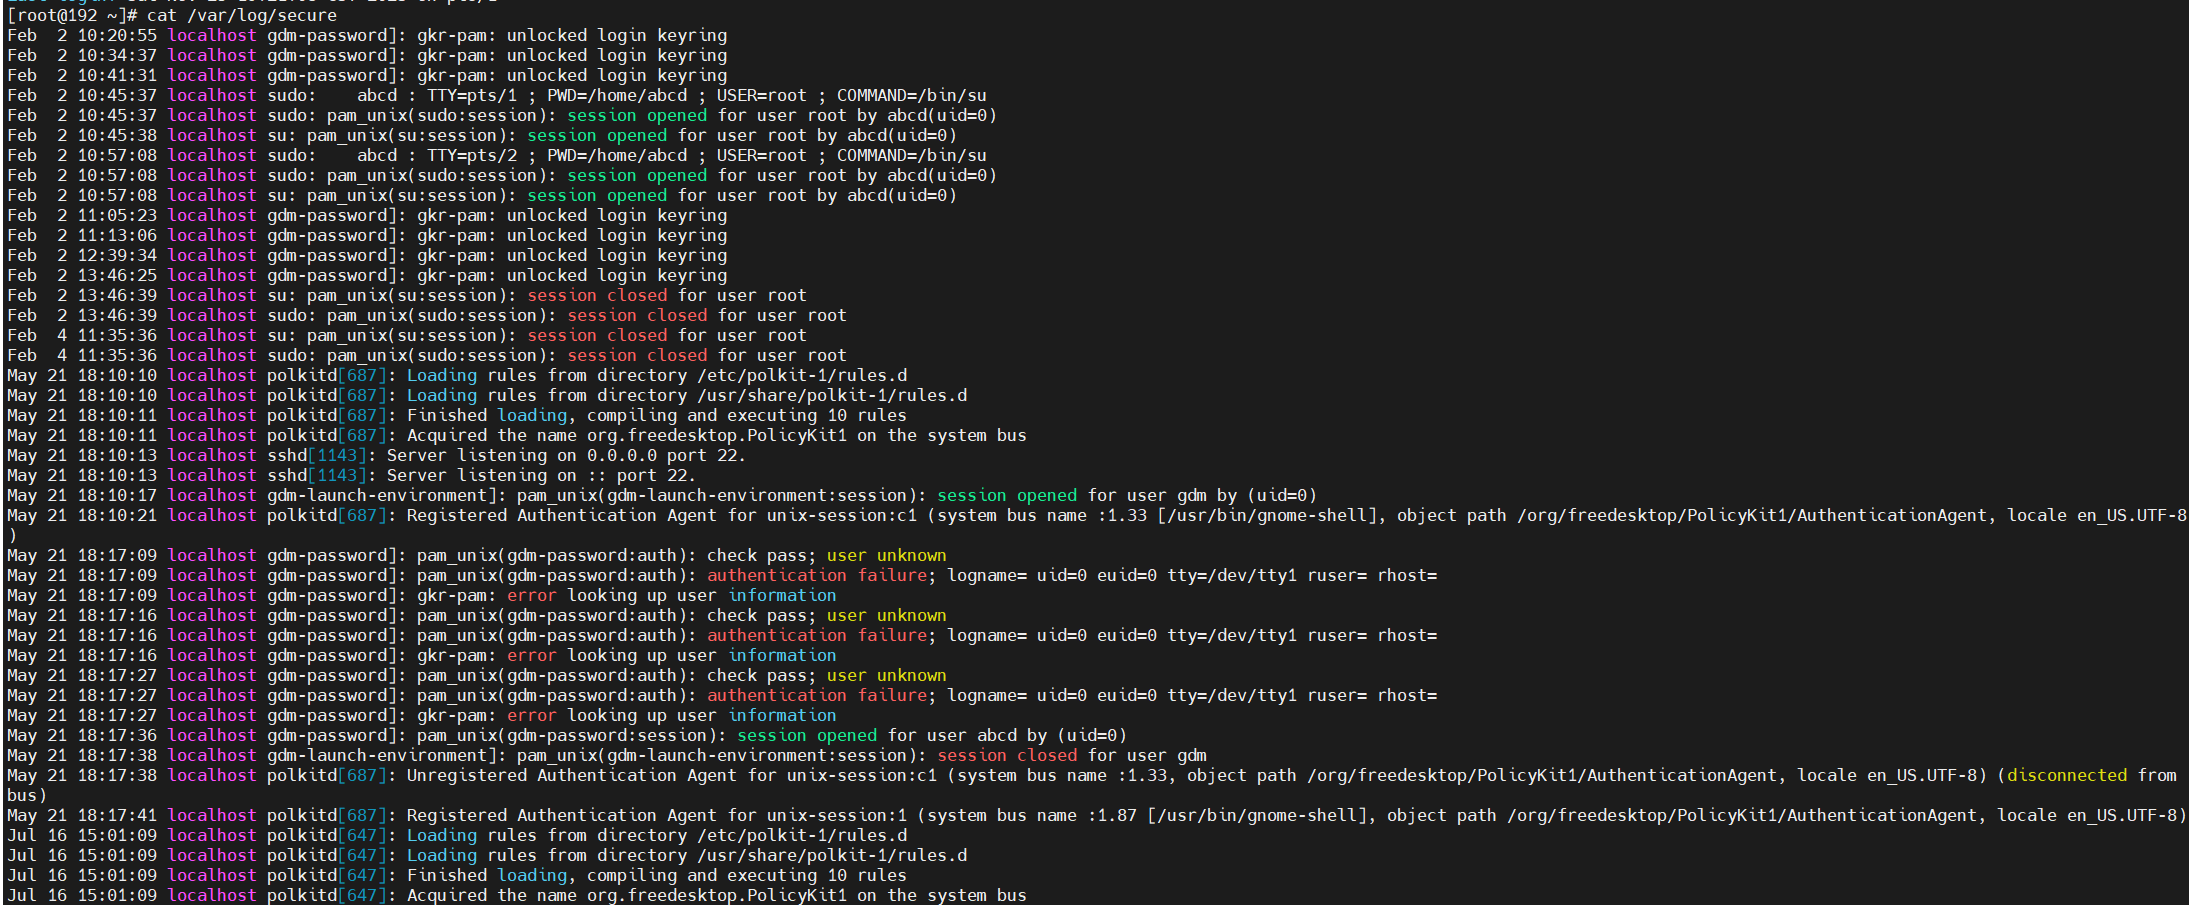 [root@192 ~]# cat /var/log/secure
Feb  2 10:20:55 localhost gdm-password]: gkr-pam: unlocked login keyring
Feb  2 10:34:37 localhost gdm-password]: gkr-pam: unlocked login keyring
Feb  2 10:41:31 localhost gdm-password]: gkr-pam: unlocked login keyring
Feb  2 10:45:37 localhost sudo:    abcd : TTY=pts/1 ; PWD=/home/abcd ; USER=root ; COMMAND=/bin/su
Feb  2 10:45:37 localhost sudo: pam_unix(sudo:session): session opened for user root by abcd(uid=0)
Feb  2 10:45:38 localhost su: pam_unix(su:session): session opened for user root by abcd(uid=0)
Feb  2 10:57:08 localhost sudo:    abcd : TTY=pts/2 ; PWD=/home/abcd ; USER=root ; COMMAND=/bin/su
Feb  2 10:57:08 localhost sudo: pam_unix(sudo:session): session opened for user root by abcd(uid=0)
Feb  2 10:57:08 localhost su: pam_unix(su:session): session opened for user root by abcd(uid=0)
Feb  2 11:05:23 localhost gdm-password]: gkr-pam: unlocked login keyring
Feb  2 11:13:06 localhost gdm-password]: gkr-pam: unlocked login keyring
Feb  2 12:39:34 localhost gdm-password]: gkr-pam: unlocked login keyring
Feb  2 13:46:25 localhost gdm-password]: gkr-pam: unlocked login keyring
Feb  2 13:46:39 localhost su: pam_unix(su:session): session closed for user root
Feb  2 13:46:39 localhost sudo: pam_unix(sudo:session): session closed for user root
Feb  4 11:35:36 localhost su: pam_unix(su:session): session closed for user root
Feb  4 11:35:36 localhost sudo: pam_unix(sudo:session): session closed for user root
May 21 18:10:10 localhost polkitd[687]: Loading rules from directory /etc/polkit-1/rules.d
May 21 18:10:10 localhost polkitd[687]: Loading rules from directory /usr/share/polkit-1/rules.d
May 21 18:10:11 localhost polkitd[687]: Finished loading, compiling and executing 10 rules
May 21 18:10:11 localhost polkitd[687]: Acquired the name org.freedesktop.PolicyKit1 on the system bus
May 21 18:10:13 localhost sshd[1143]: Server listening on 0.0.0.0 port 22.
May 21 18:10:13 localhost sshd[1143]: Server listening on :: port 22.
May 21 18:10:17 localhost gdm-launch-environment]: pam_unix(gdm-launch-environment:session): session opened for user gdm by (uid=0)
May 21 18:10:21 localhost polkitd[687]: Registered Authentication Agent for unix-session:c1 (system bus name :1.33 [/usr/bin/gnome-shell], object path /org/freedesktop/PolicyKit1/AuthenticationAgent, locale en_US.UTF-8
)
May 21 18:17:09 localhost gdm-password]: pam_unix(gdm-password:auth): check pass; user unknown
May 21 18:17:09 localhost gdm-password]: pam_unix(gdm-password:auth): authentication failure; logname= uid=0 euid=0 tty=/dev/tty1 ruser= rhost=
May 21 18:17:09 localhost gdm-password]: gkr-pam: error looking up user information
May 21 18:17:16 localhost gdm-password]: pam_unix(gdm-password:auth): check pass; user unknown
May 21 18:17:16 localhost gdm-password]: pam_unix(gdm-password:auth): authentication failure; logname= uid=0 euid=0 tty=/dev/tty1 ruser= rhost=
May 21 18:17:16 localhost gdm-password]: gkr-pam: error looking up user information
May 21 18:17:27 localhost gdm-password]: pam_unix(gdm-password:auth): check pass; user unknown
May 21 18:17:27 localhost gdm-password]: pam_unix(gdm-password:auth): authentication failure; logname= uid=0 euid=0 tty=/dev/tty1 ruser= rhost=
May 21 18:17:27 localhost gdm-password]: gkr-pam: error looking up user information
May 21 18:17:36 localhost gdm-password]: pam_unix(gdm-password:session): session opened for user abcd by (uid=0)
May 21 18:17:38 localhost gdm-launch-environment]: pam_unix(gdm-launch-environment:session): session closed for user gdm
May 21 18:17:38 localhost polkitd[687]: Unregistered Authentication Agent for unix-session:c1 (system bus name :1.33, object path /org/freedesktop/PolicyKit1/AuthenticationAgent, locale en_US.UTF-8) (disconnected from
bus)
May 21 18:17:41 localhost polkitd[687]: Registered Authentication Agent for unix-session:1 (system bus name :1.87 [/usr/bin/gnome-shell], object path /org/freedesktop/PolicyKit1/AuthenticationAgent, locale en_US.UTF-8)
Jul 16 15:01:09 localhost polkitd[647]: Loading rules from directory /etc/polkit-1/rules.d
Jul 16 15:01:09 localhost polkitd[647]: Loading rules from directory /usr/share/polkit-1/rules.d
Jul 16 15:01:09 localhost polkitd[647]: Finished loading, compiling and executing 10 rules
Jul 16 15:01:09 localhost polkitd[647]: Acquired the name org.freedesktop.PolicyKit1 on the system bus